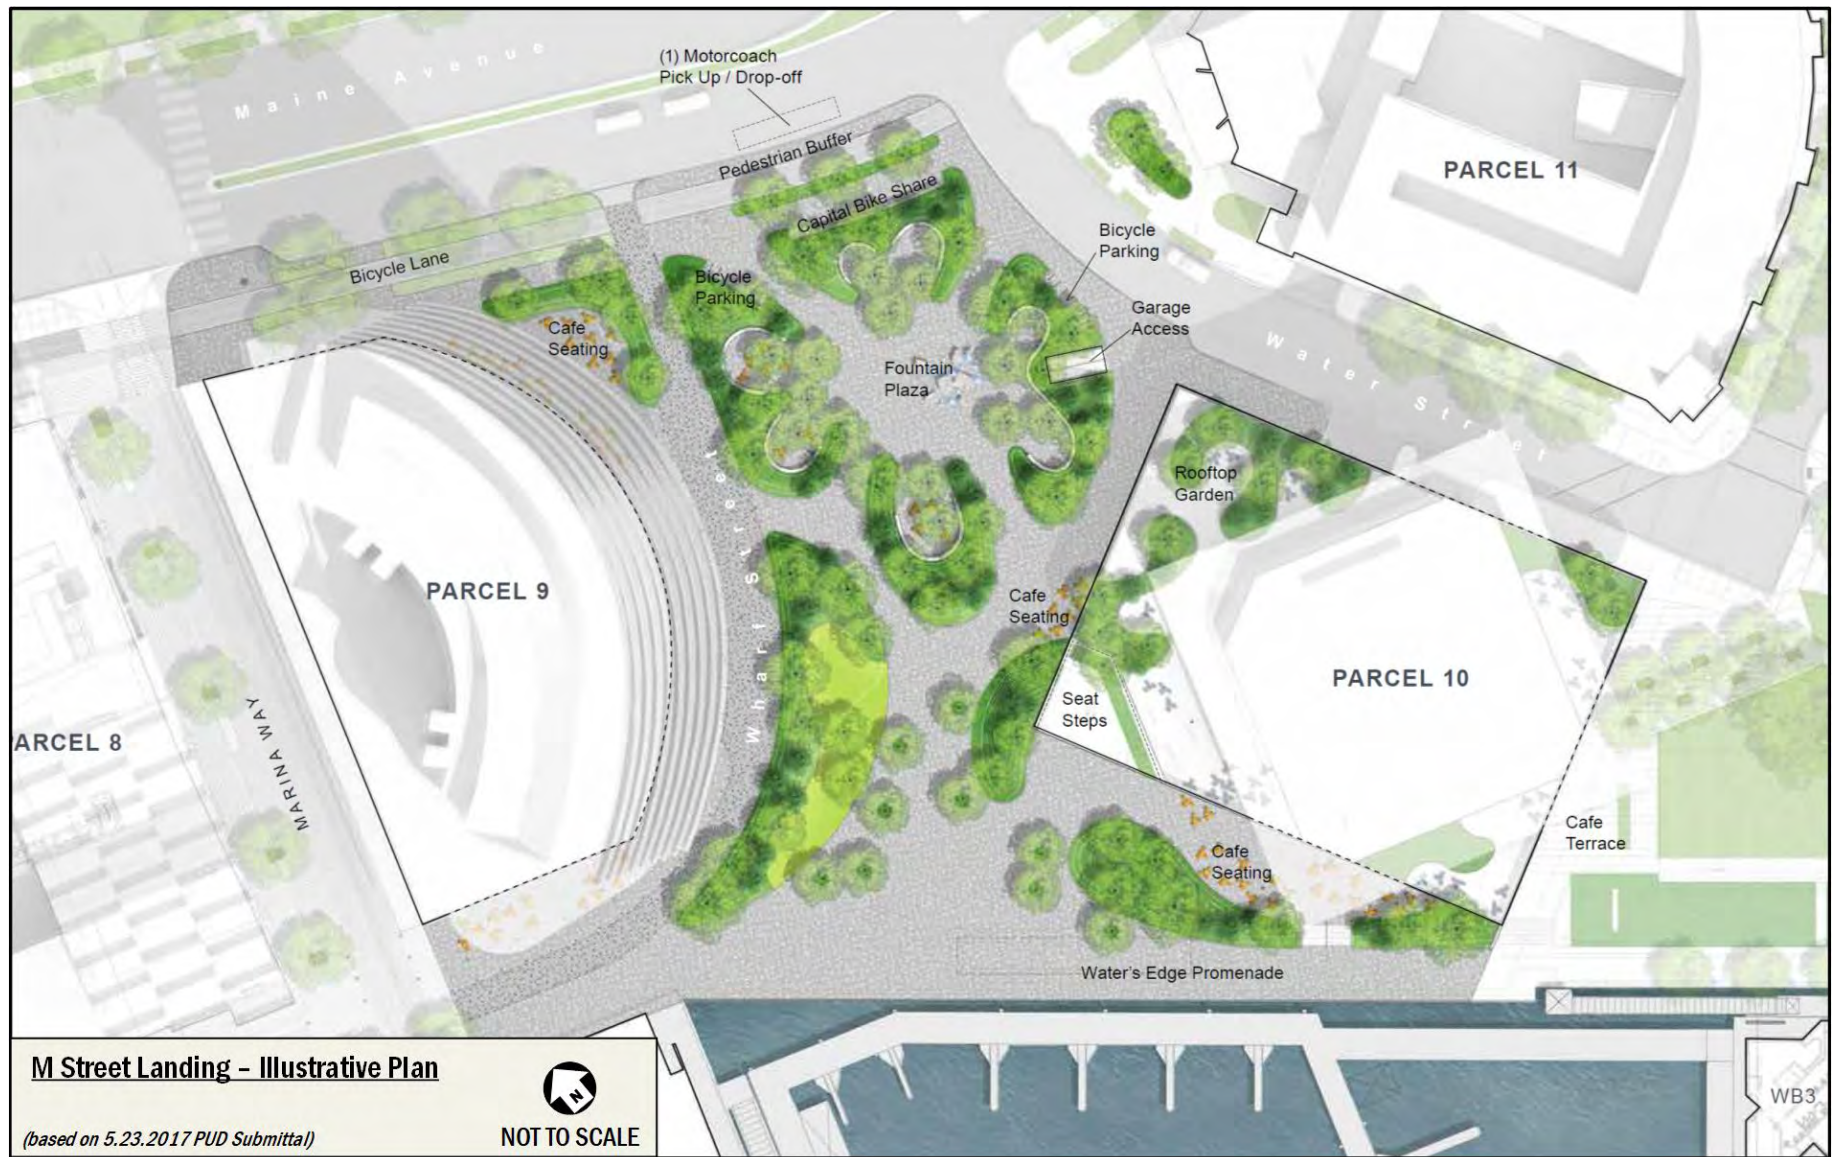 Maine Avenue
(1) Motorcoach
Pick Up / Drop-off
Pedestrian Buffer
Capital Bike Share
Bicycle Lane
Bicycle
Parking
Bicycle
Parking
Garage
Access
Cafe
Seating
Fountain
Plaza
PARCEL 11
Water Street
Wharf Street
Rooftop
Garden
PARCEL 9
Cafe
Seating
PARCEL 10
Seat
Steps
ARCEL 8
MARINA WAY
Cafe
Seating
Cafe
Terrace
Water's Edge Promenade
WB3
M Street Landing – Illustrative Plan
(based on 5.23.2017 PUD Submittal)
N
NOT TO SCALE